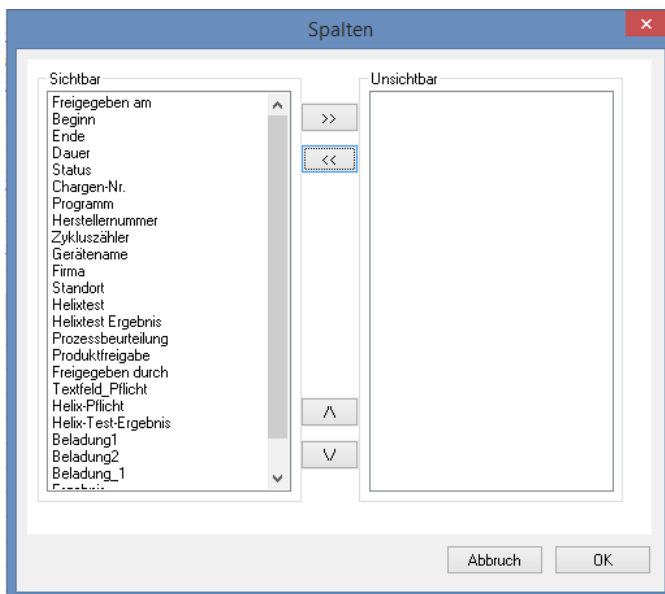 Spalten
Sichtbar
Freigegeben am
Beginn
Ende
Dauer
Status
Chargen-Nr.
Programm
Herstellernummer
Zykluszähler
Gerätename
Firma
Standort
Helixtest
Helixtest Ergebnis
Prozessbeurteilung
Produktfreigabe
Freigegeben durch
Textfeld_Pflicht
Helix-Pflicht
Helix-Test-Ergebnis
Beladung1
Beladung2
Beladung_1
>>
<<
/\
\/
Unsichtbar
Abbruch
OK